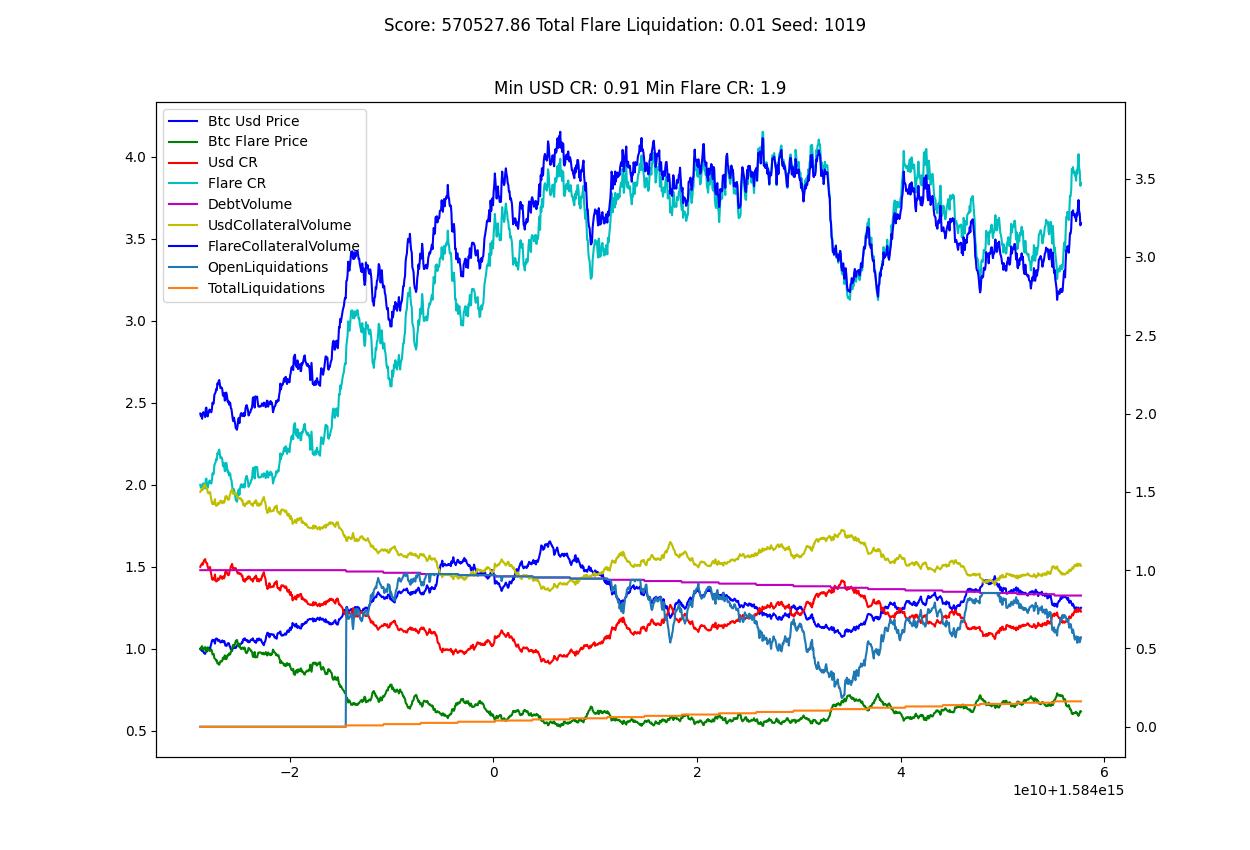 Score: 570527.86 Total Flare Liquidation: 0.01 Seed: 1019
Min USD CR: 0.91 Min Flare CR: 1.9
Btc Usd Price
Btc Flare Price
Usd CR
Flare CR
DebtVolume
UsdCollateralVolume
FlareCollateralVolume
OpenLiquidations
TotalLiquidations
4.0
3.5
3.0
2.5
2.0
1.5
1.0
0.5
3.5
3.0
2.5
2.0
1.5
1.0
0.5
0.0
−2 0 2 4 6
1e10+1.584e15